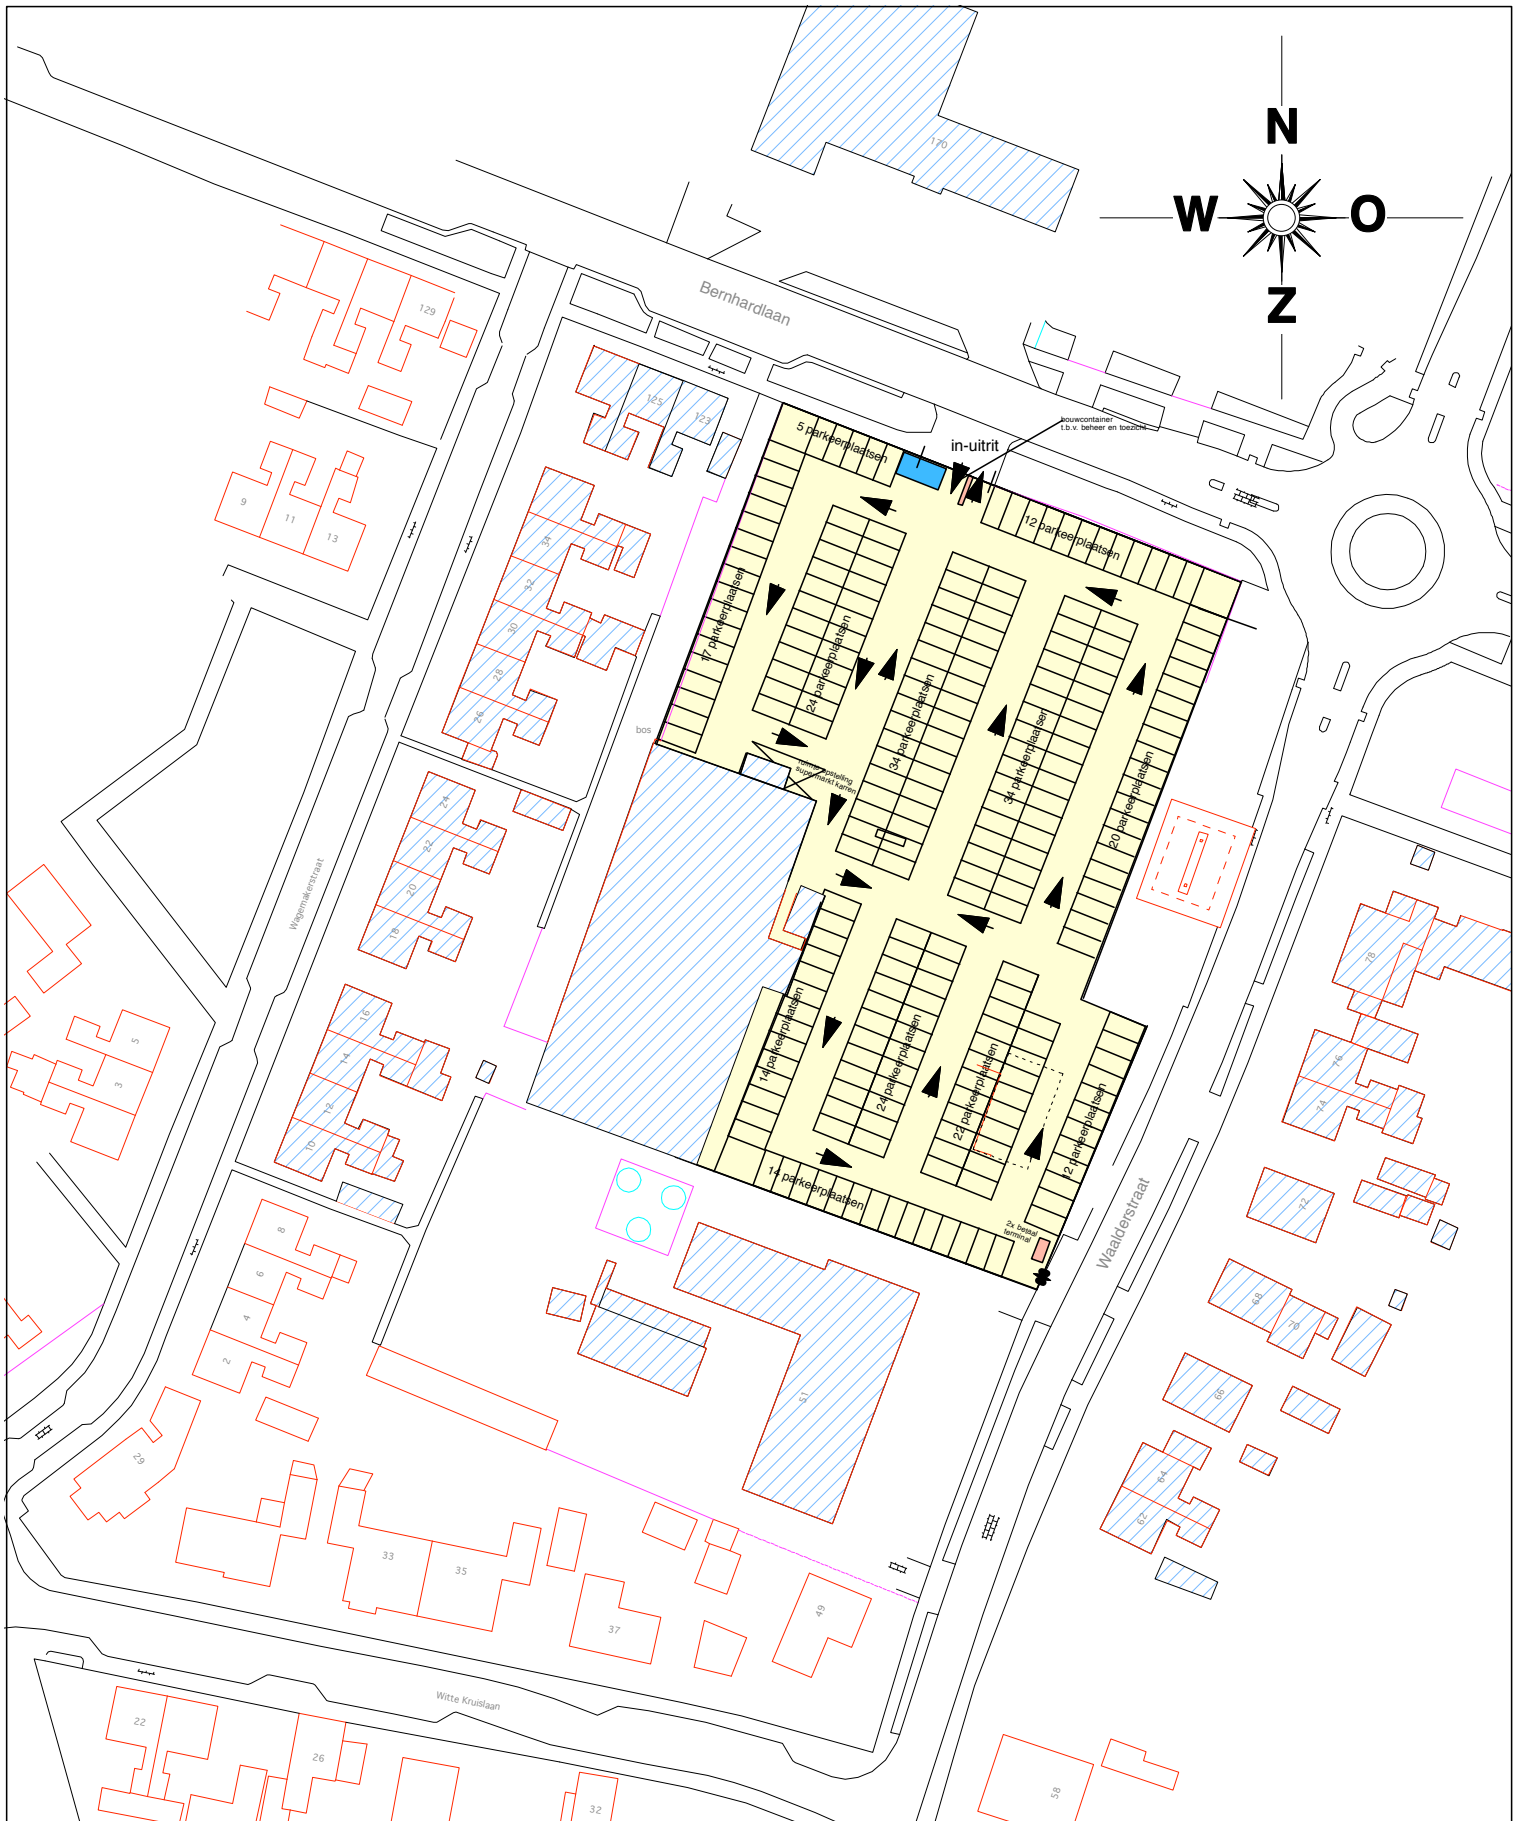 170
N
W
O
Z
Bernhardlaan
129
125
123
bouwcontainer
t.b.v. beheer en toezicht
in-uitrit
5 parkeerplaatsen
12 parkeerplaatsen
9
11
13
34
32
30
28
26
17 parkeerplaatsen
24 parkeerplaatsen
34 parkeerplaatsen
34 parkeerplaatsen
20 parkeerplaatsen
bos
supermarkt karren
24
22
20
18
Wagemakerstraat
78
16
14
12
10
5
3
14 parkeerplaatsen
24 parkeerplaatsen
22 parkeerplaatsen
12 parkeerplaatsen
14 parkeerplaatsen
76
74
72
2x betaal
terminal
Waalderstraat
8
6
4
2
68
70
66
51
29
64
62
33
35
37
49
Witte Kruislaan
22
26
32
58